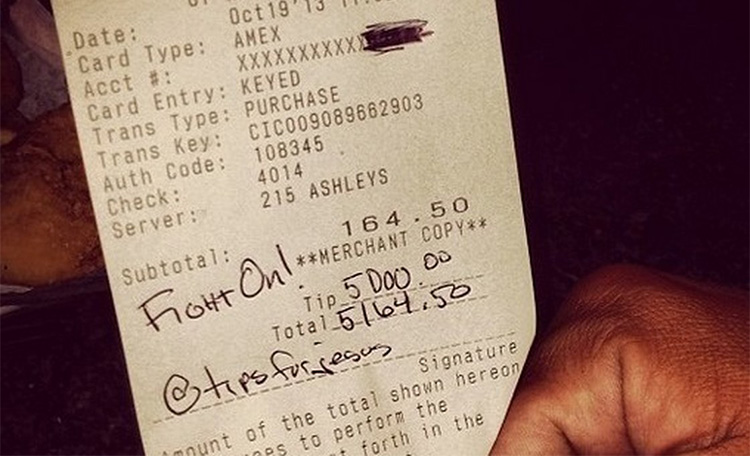 Date: Oct19'13
Card Type: AMEX
Acct #: XXXXXXXXXXX
Card Entry: KEYED
Trans Type: PURCHASE
Trans Key: CIC009089662903
Auth Code: 108345
Check: 4014
Server: 215 ASHLEYS
Subtotal: 164.50
**MERCHANT COPY**
Fight On!
Tip 5000.00
Total 5164.50
@tipsforjesus
Signature
Amount of the total shown hereon
to perform the
forth in the